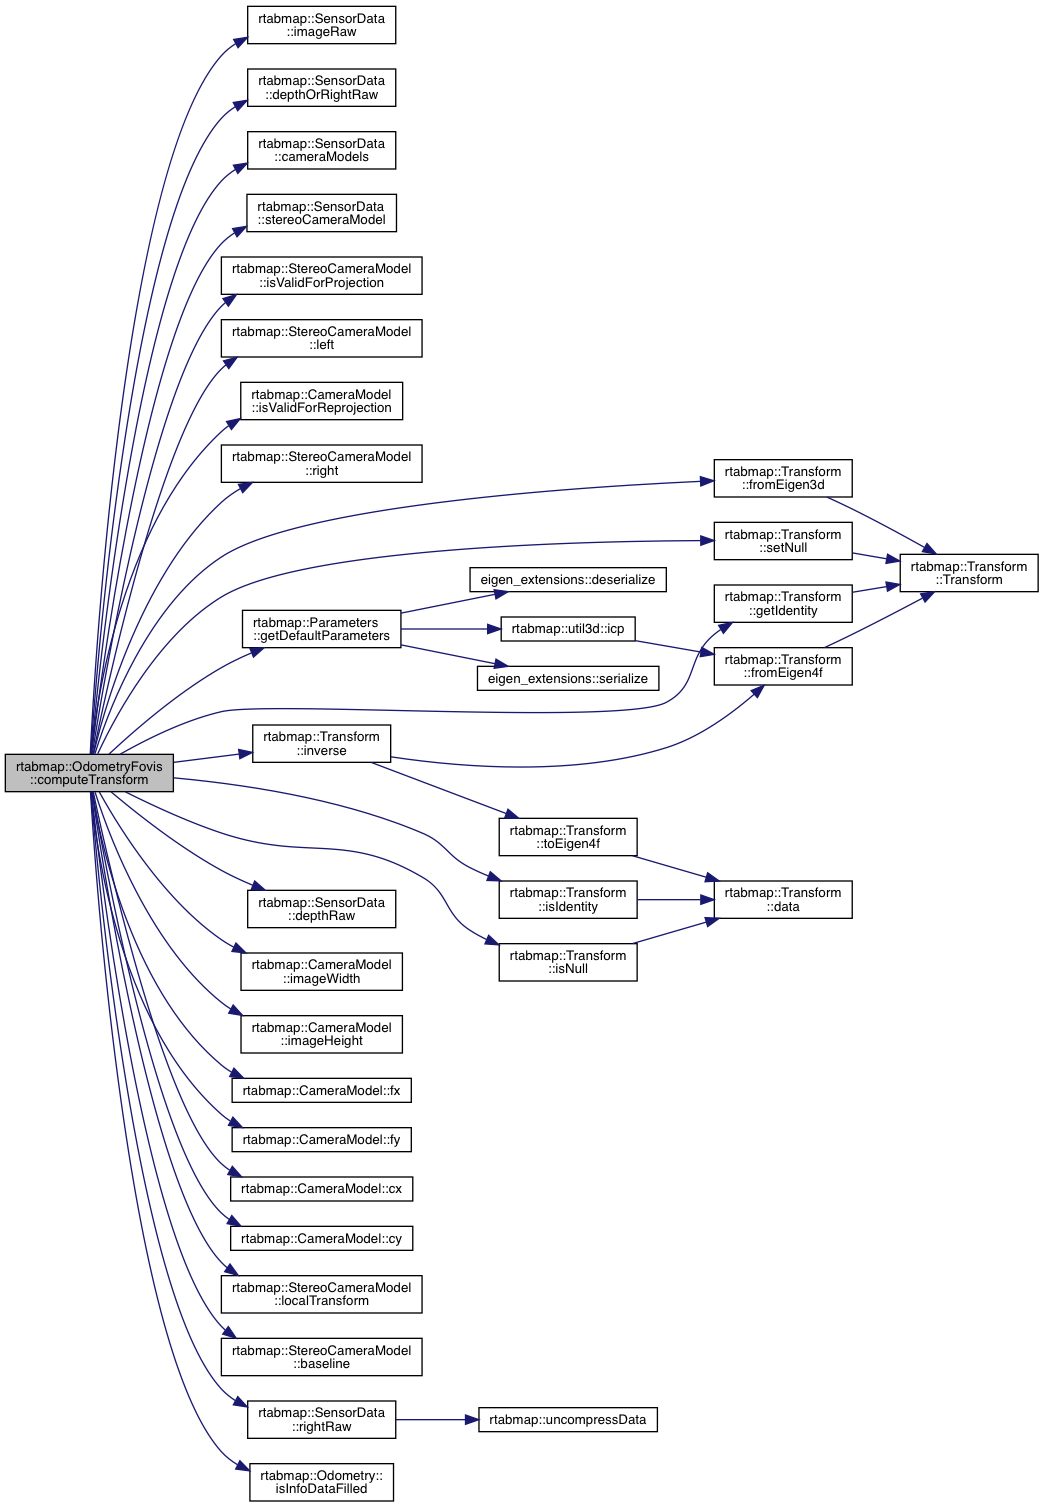 rtabmap::SensorData
::imageRaw
rtabmap::SensorData
::depthOrRightRaw
rtabmap::SensorData
::cameraModels
rtabmap::SensorData
::stereoCameraModel
rtabmap::StereoCameraModel
::isValidForProjection
rtabmap::StereoCameraModel
::left
rtabmap::CameraModel
::isValidForReprojection
rtabmap::StereoCameraModel
::right
rtabmap::Transform
::fromEigen3d
rtabmap::Transform
::setNull
rtabmap::Transform
::Transform
eigen_extensions::deserialize
rtabmap::Transform
::getIdentity
rtabmap::Parameters
::getDefaultParameters
rtabmap::util3d::icp
rtabmap::Transform
::fromEigen4f
eigen_extensions::serialize
rtabmap::Transform
::inverse
rtabmap::OdometryFovis
::computeTransform
rtabmap::Transform
::toEigen4f
rtabmap::Transform
::isIdentity
rtabmap::Transform
::data
rtabmap::SensorData
::depthRaw
rtabmap::Transform
::isNull
rtabmap::CameraModel
::imageWidth
rtabmap::CameraModel
::imageHeight
rtabmap::CameraModel::fx
rtabmap::CameraModel::fy
rtabmap::CameraModel::cx
rtabmap::CameraModel::cy
rtabmap::StereoCameraModel
::localTransform
rtabmap::StereoCameraModel
::baseline
rtabmap::SensorData
::rightRaw
rtabmap::uncompressData
rtabmap::Odometry::
isInfoDataFilled